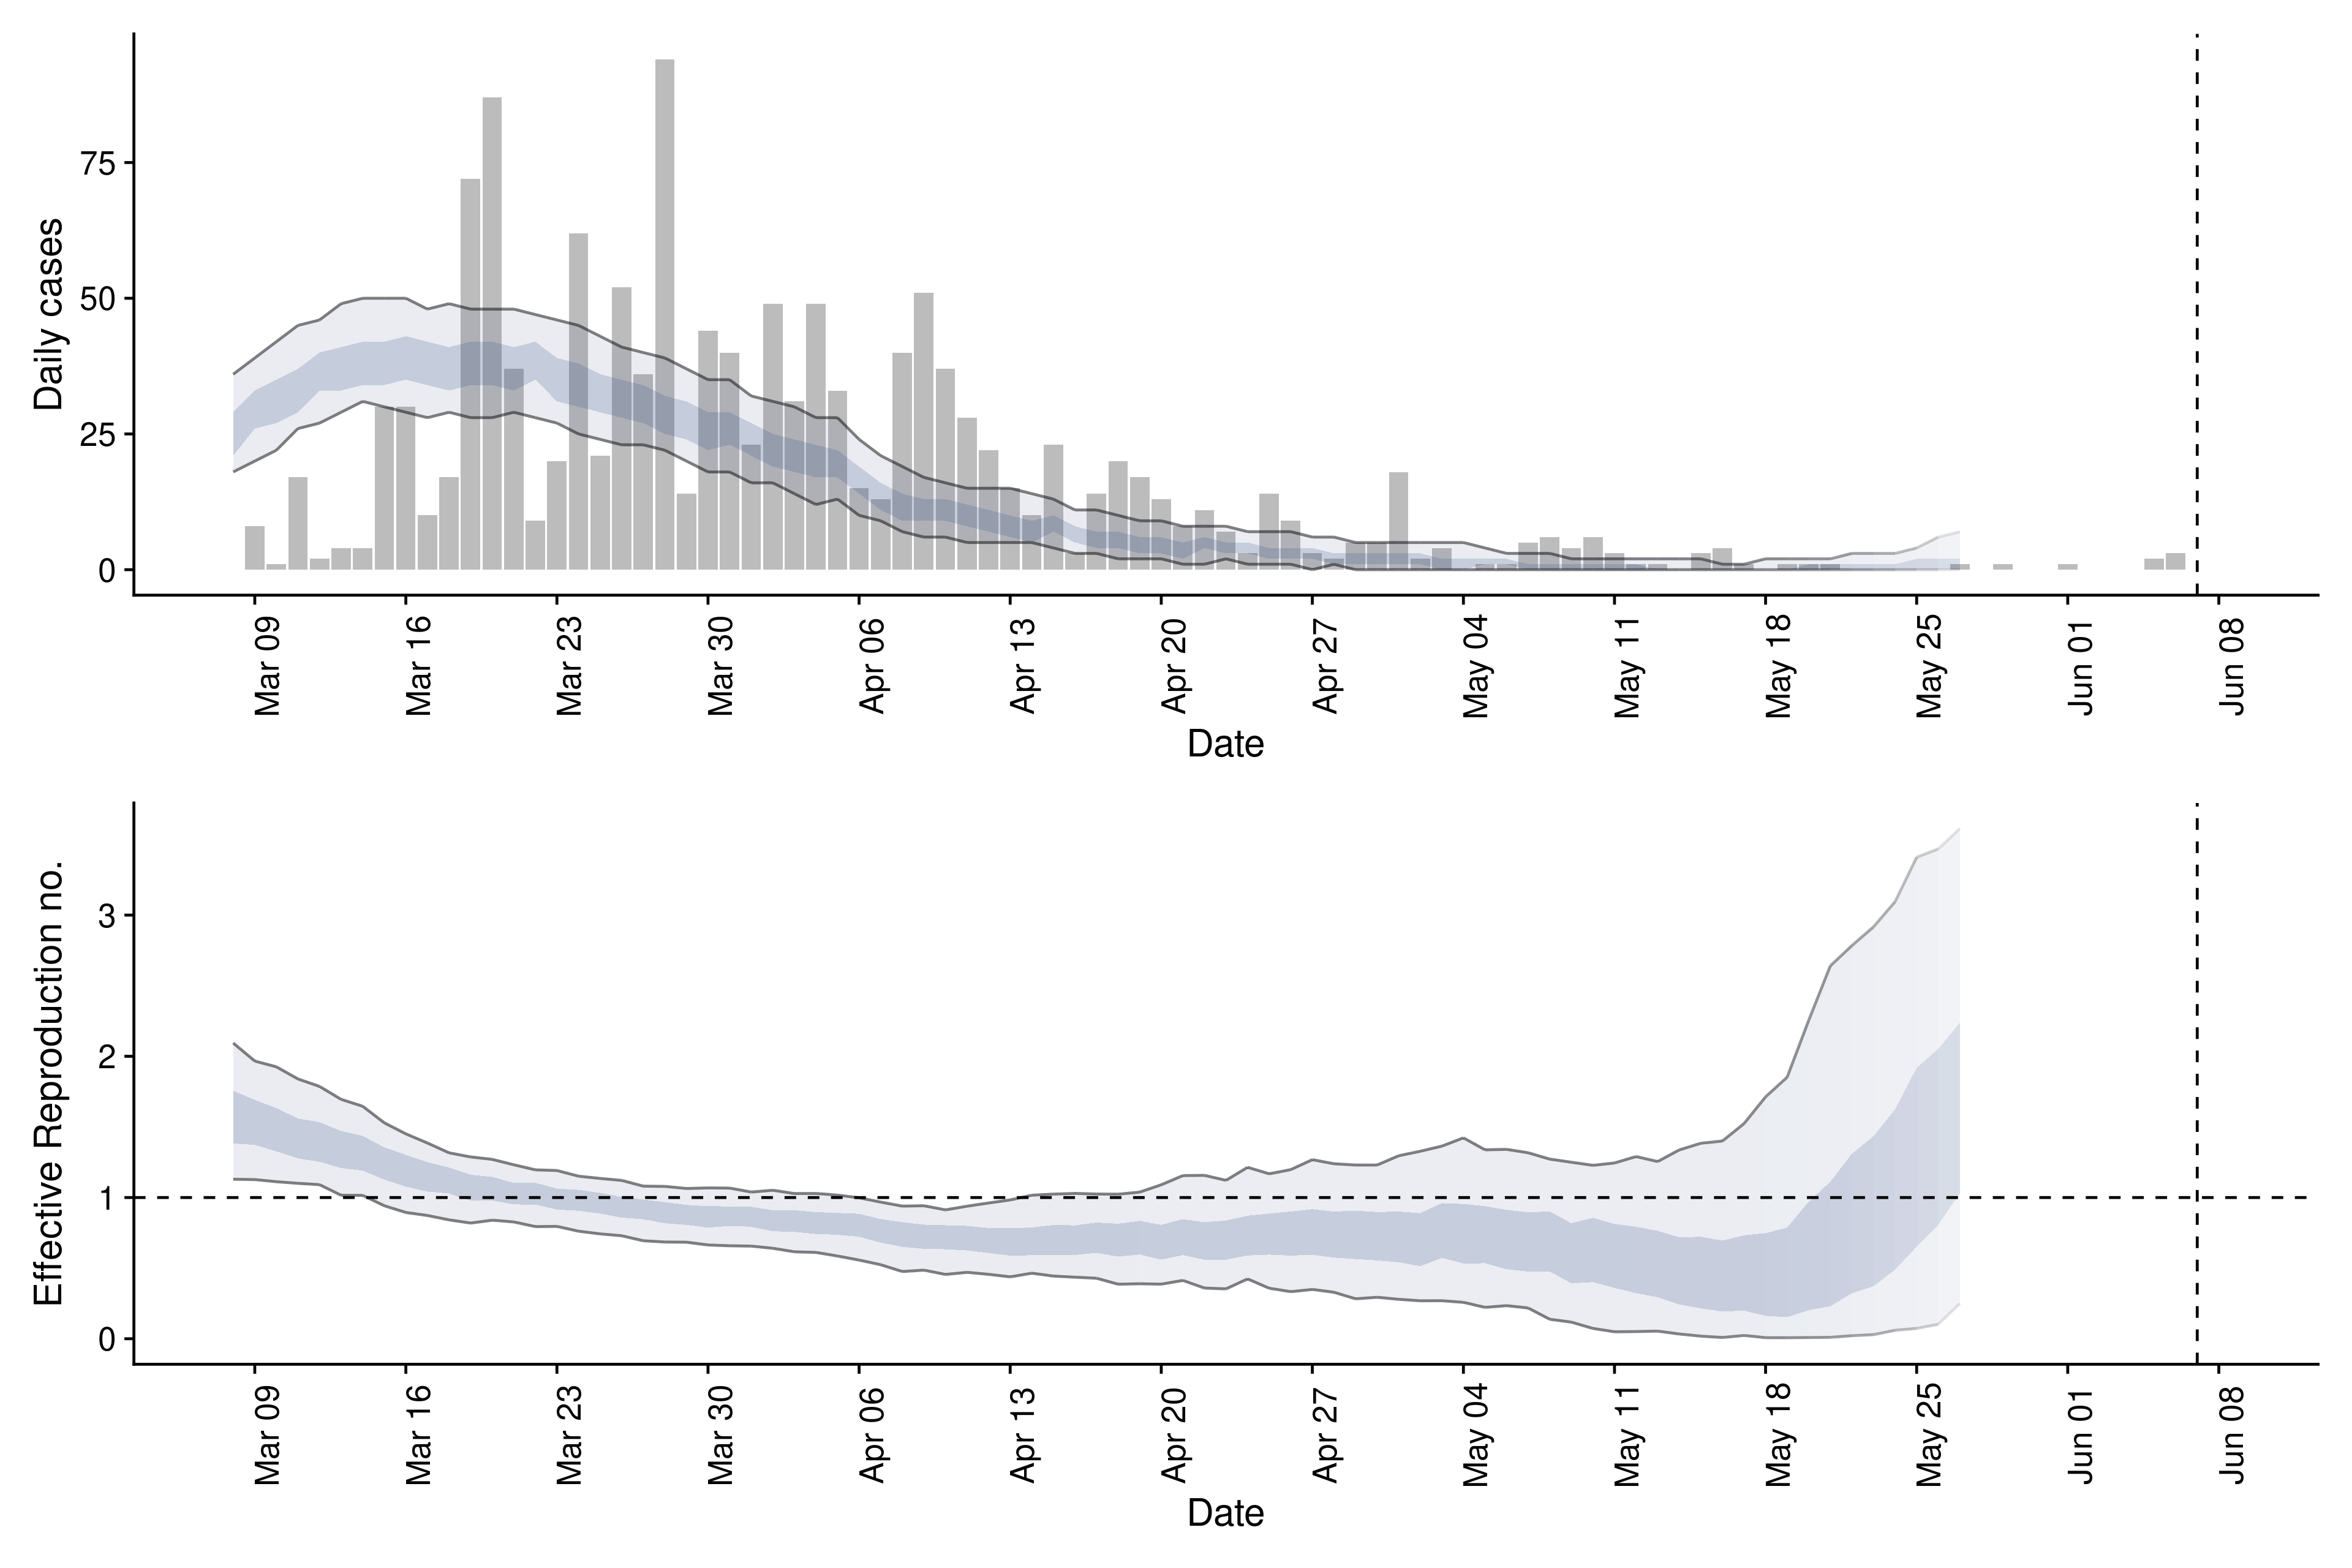 Daily cases
75
50
25
0
Mar 09
Mar 16
Mar 23
Mar 30
Apr 06
Apr 13
Apr 20
Apr 27
May 04
May 11
May 18
May 25
Jun 01
Jun 08
Date
Effective Reproduction no.
3
2
1
0
Mar 09
Mar 16
Mar 23
Mar 30
Apr 06
Apr 13
Apr 20
Apr 27
May 04
May 11
May 18
May 25
Jun 01
Jun 08
Date